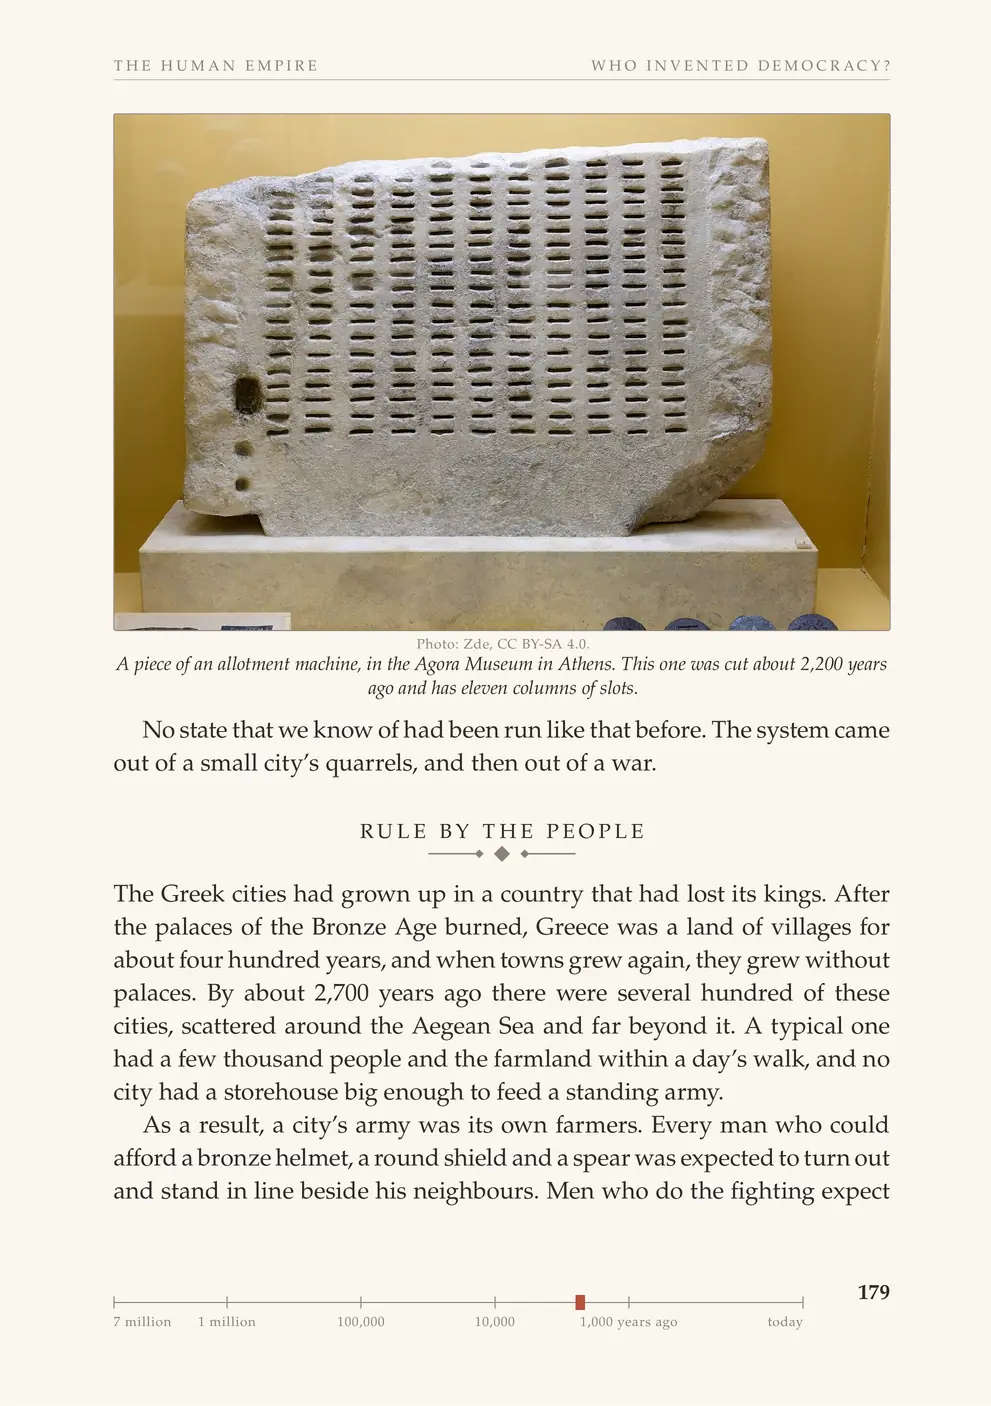 THE HUMAN EMPIRE
WHO INVENTED DEMOCRACY?
Photo: Zde, CC BY-SA 4.0.
A piece of an allotment machine, in the Agora Museum in Athens. This one was cut about 2,200 years
ago and has eleven columns of slots.
No state that we know of had been run like that before. The system came
out of a small city’s quarrels, and then out of a war.
RULE BY THE PEOPLE
The Greek cities had grown up in a country that had lost its kings. After
the palaces of the Bronze Age burned, Greece was a land of villages for
about four hundred years, and when towns grew again, they grew without
palaces. By about 2,700 years ago there were several hundred of these
cities, scattered around the Aegean Sea and far beyond it. A typical one
had a few thousand people and the farmland within a day’s walk, and no
city had a storehouse big enough to feed a standing army.
As a result, a city’s army was its own farmers. Every man who could
afford a bronze helmet, a round shield and a spear was expected to turn out
and stand in line beside his neighbours. Men who do the fighting expect
179
7 million
1 million
100,000
10,000
1,000 years ago
today